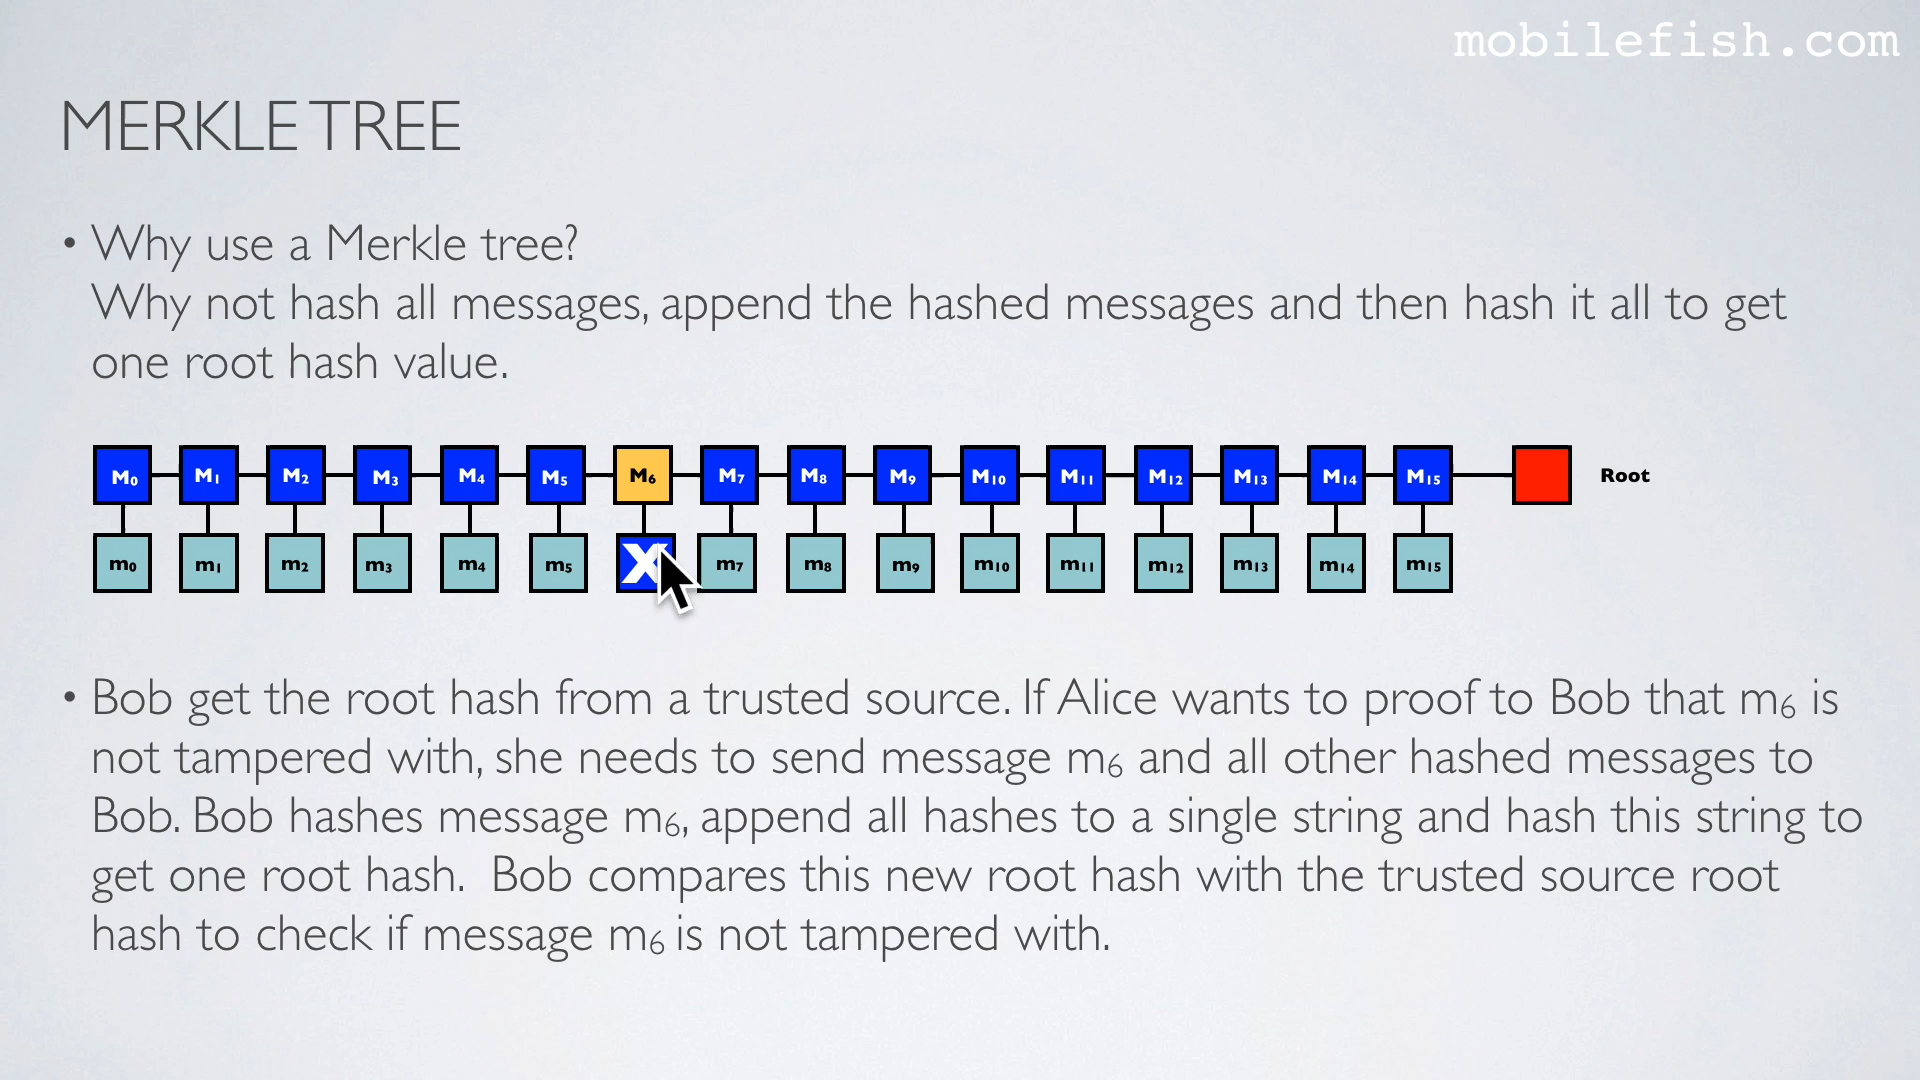 mobilefish.com
MERKLE TREE
• Why use a Merkle tree?
Why not hash all messages, append the hashed messages and then hash it all to get
one root hash value.
M₀ M₁ M₂ M₃ M₄ M₅ M₆ M₇ M₈ M₉ M₁₀ M₁₁ M₁₂ M₁₃ M₁₄ M₁₅ Root
m₀ m₁ m₂ m₃ m₄ m₅ X m₇ m₈ m₉ m₁₀ m₁₁ m₁₂ m₁₃ m₁₄ m₁₅
• Bob get the root hash from a trusted source. If Alice wants to proof to Bob that m₆ is
not tampered with, she needs to send message m₆ and all other hashed messages to
Bob. Bob hashes message m₆, append all hashes to a single string and hash this string to
get one root hash. Bob compares this new root hash with the trusted source root
hash to check if message m₆ is not tampered with.